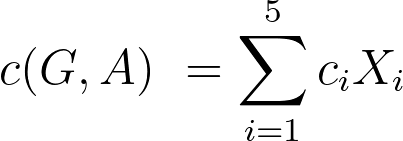 c(G, A) = \sum_{i=1}^{5} c_i X_i